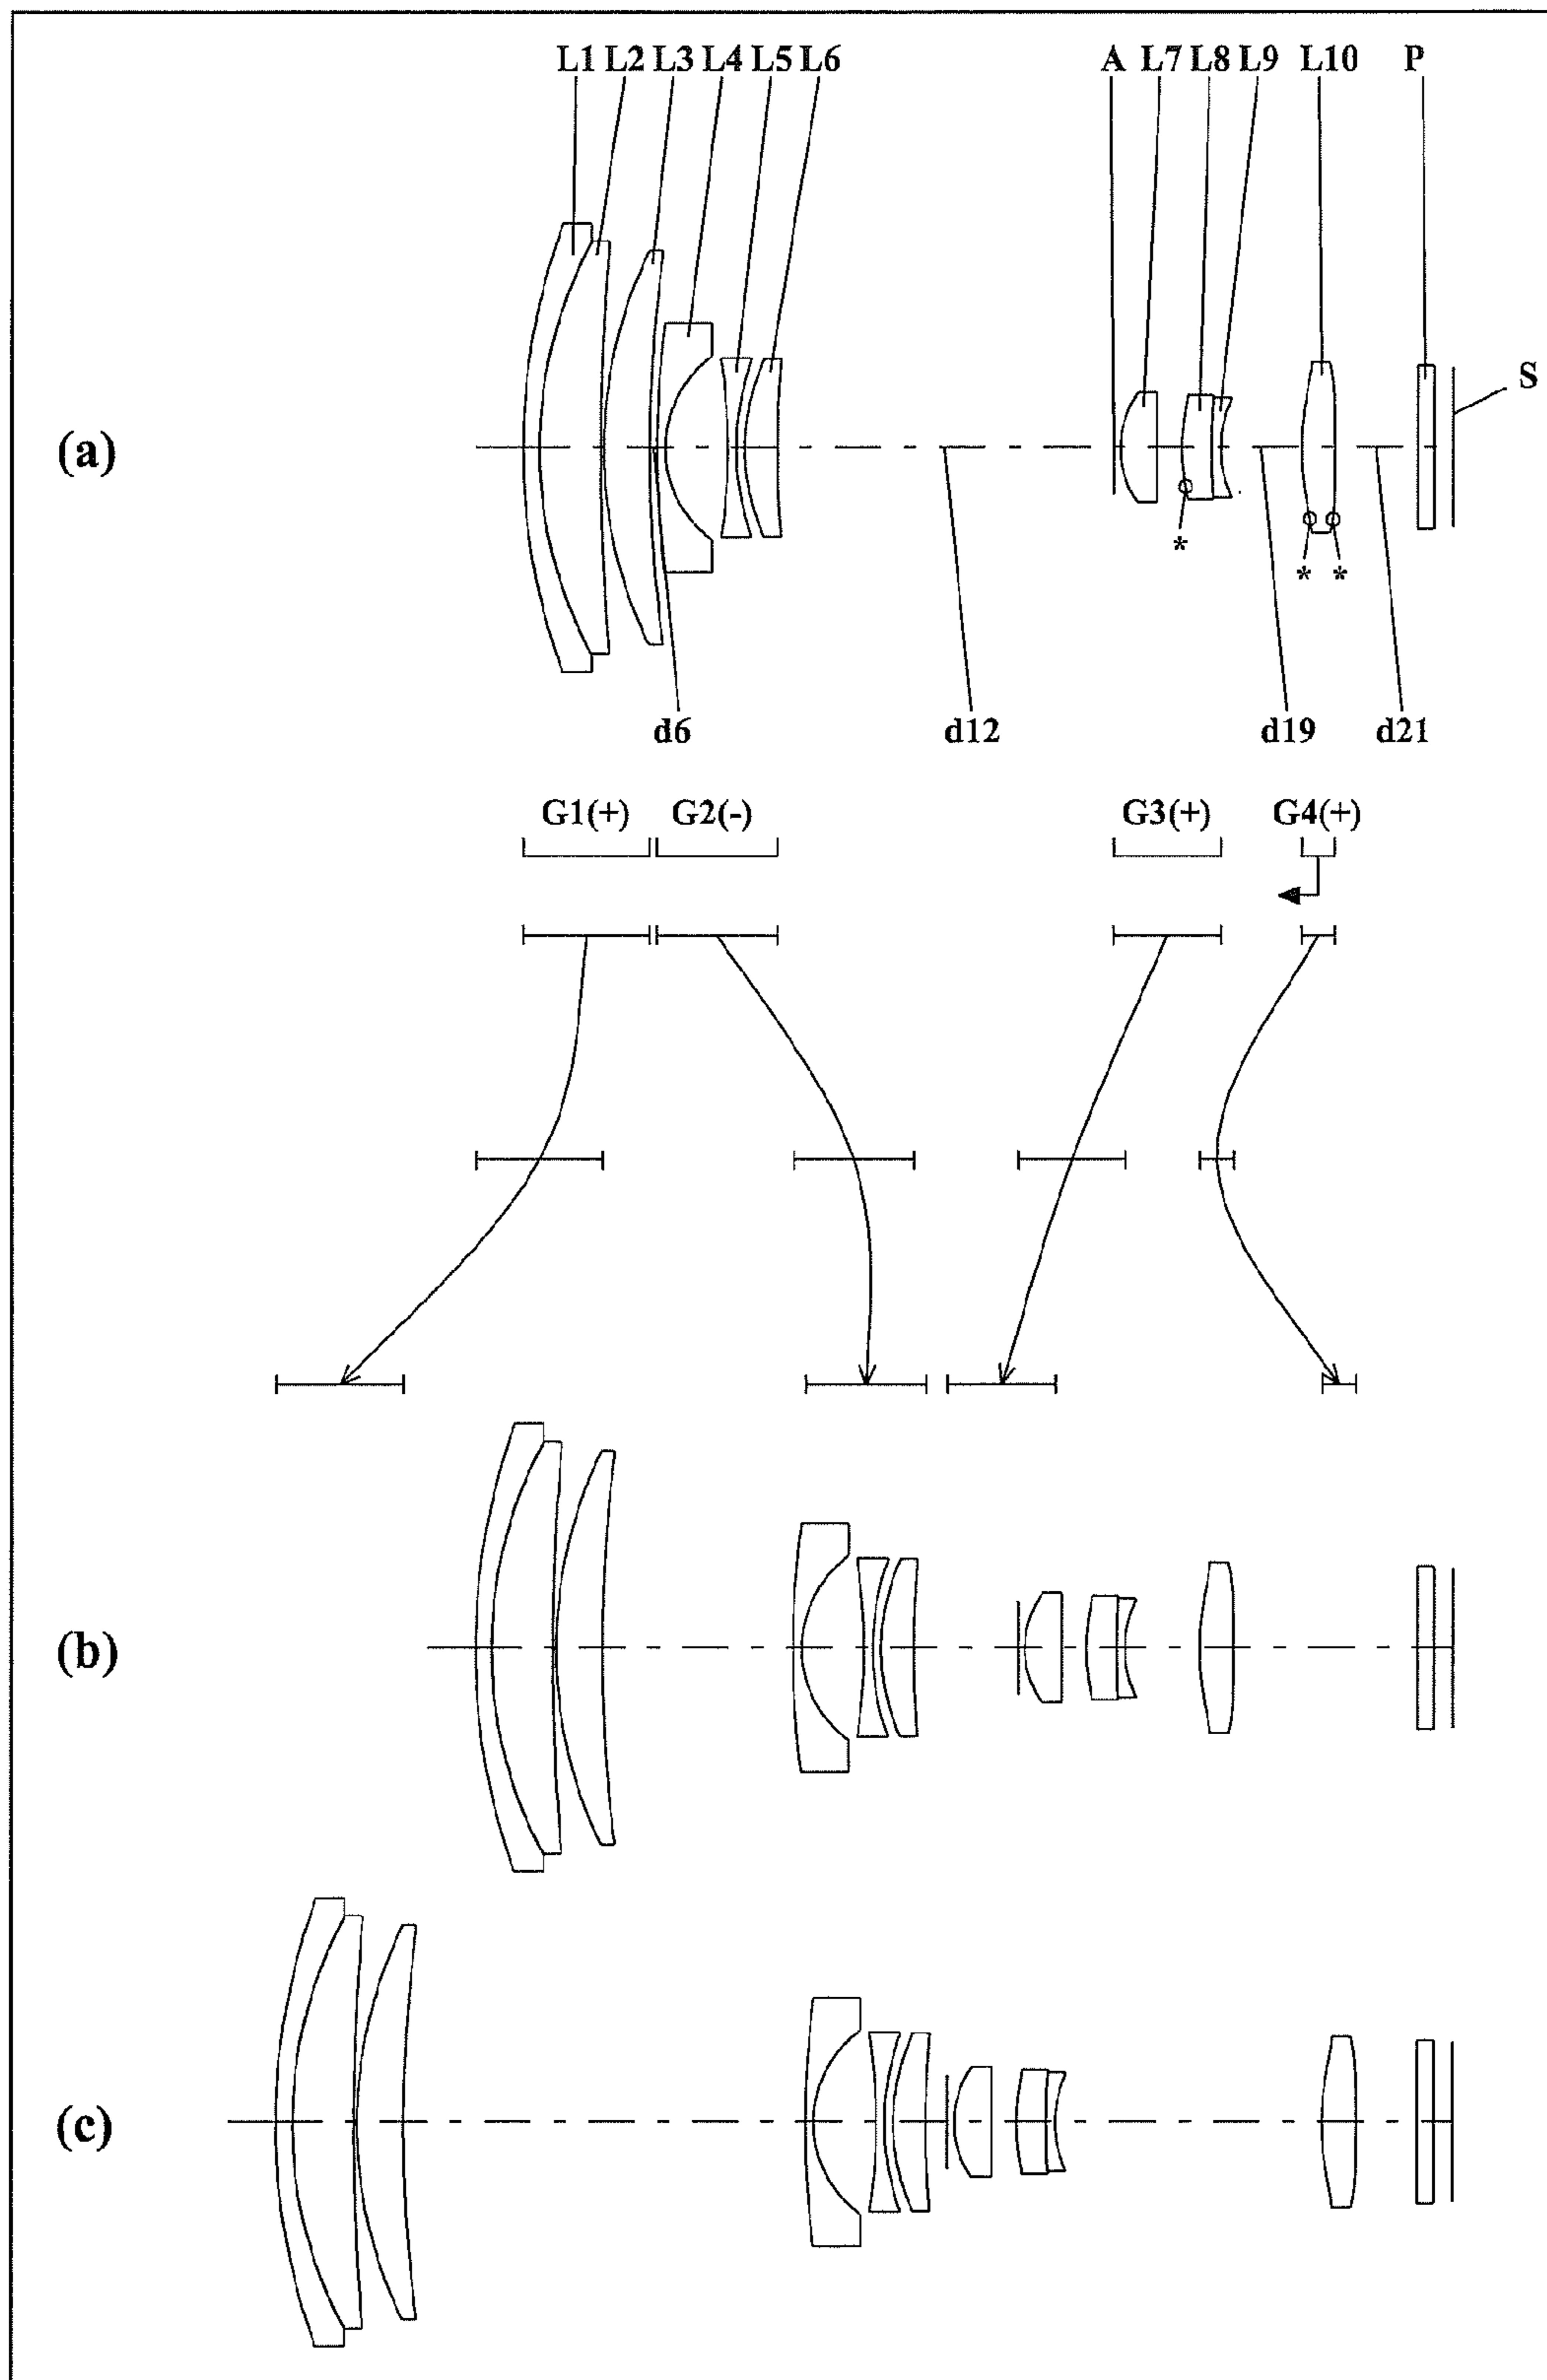 L1 L2 L3 L4 L5 L6 A L7 L8 L9 L10 P
S
(a)
* * *
d6 d12 d19 d21
G1(+) G2(-) G3(+) G4(+)
(b)
(c)